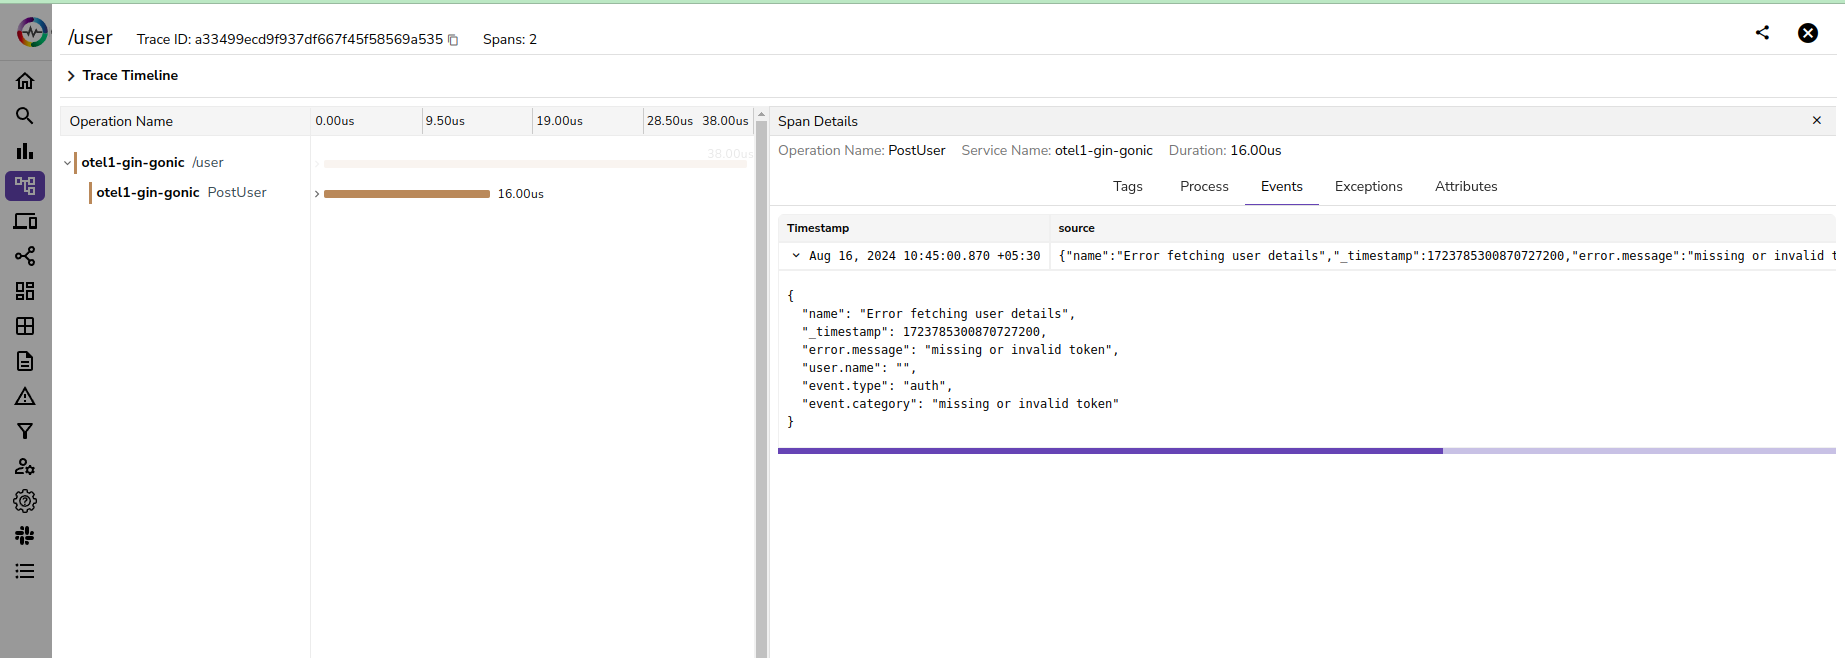 /user Trace ID: a33499ecd9f937df667f45f58569a535 Spans: 2
Trace Timeline
Operation Name 0.00us 9.50us 19.00us 28.50us 38.00us
38.00us
otel1-gin-gonic /user
otel1-gin-gonic PostUser 16.00us
Span Details
Operation Name: PostUser Service Name: otel1-gin-gonic Duration: 16.00us
Tags Process Events Exceptions Attributes
Timestamp source
Aug 16, 2024 10:45:00.870 +05:30 {"name":"Error fetching user details","_timestamp":1723785300870727200,"error.message":"missing or invalid t
{
"name": "Error fetching user details",
"_timestamp": 1723785300870727200,
"error.message": "missing or invalid token",
"user.name": "",
"event.type": "auth",
"event.category": "missing or invalid token"
}